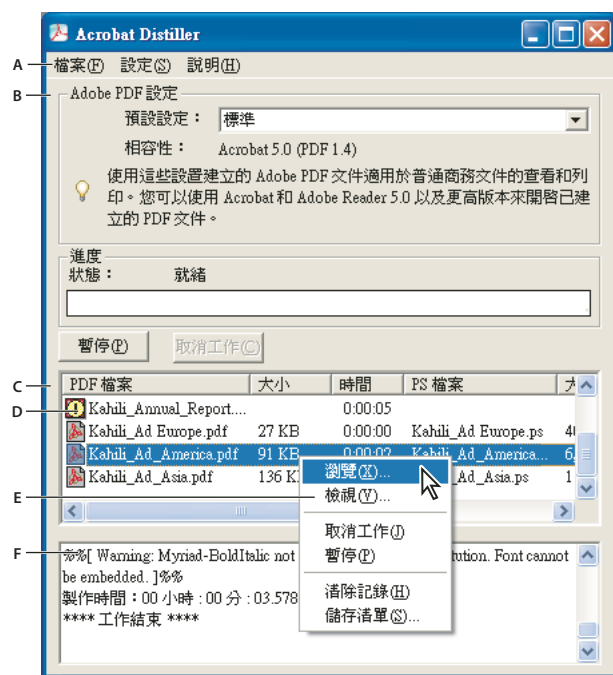 Acrobat Distiller
A
檔案(F) 設定(S) 說明(H)
B
Adobe PDF 設定
預設設定： 標準
相容性： Acrobat 5.0 (PDF 1.4)
使用這些設置建立的 Adobe PDF 文件適用於普通商務文件的查看和列
印。您可以使用 Acrobat 和 Adobe Reader 5.0 以及更高版本來開啓已建
立的 PDF 文件。
進度
狀態： 就緒
暫停(P) 取消工作(C)
C
PDF 檔案 大小 時間 PS 檔案
D
Kahili_Annual_Report.... 0:00:05
Kahili_Ad Europe.pdf 27 KB 0:00:00 Kahili_Ad Europe.ps
Kahili_Ad_America.pdf 91 KB 0:00:02 Kahili_Ad_America...
Kahili_Ad_Asia.pdf 136 K _Ad_Asia.ps
瀏覽(X)...
E
檢視(V)...
取消工作(J)
暫停(P)
清除記錄(H)
儲存清單(S)...
F
%%[ Warning: Myriad-BoldItalic not tution. Font cannot
be embedded. ]%%
製作時間：00 小時 : 00 分 : 03.578
**** 工作結束 ****